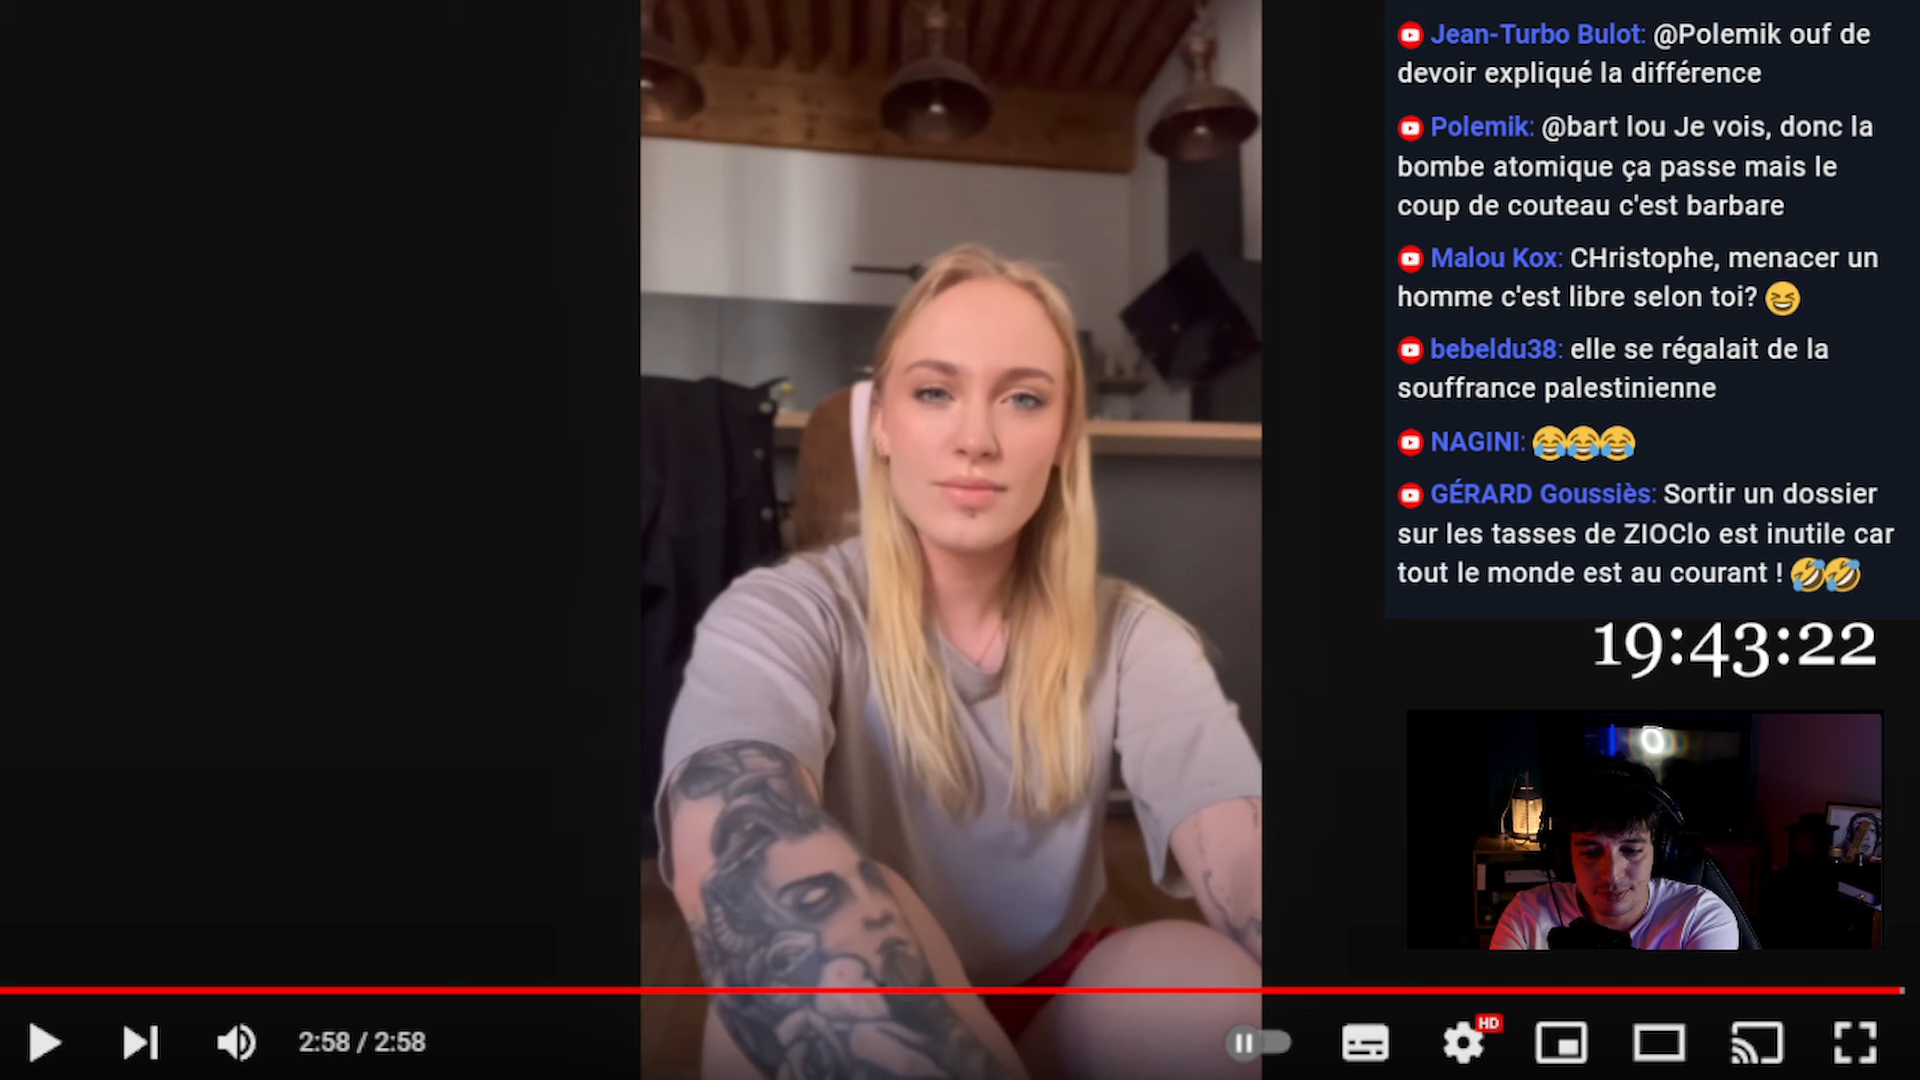 Jean-Turbo Bulot: @Polemik ouf de
devoir expliqué la différence
Polemik: @bart lou Je vois, donc la
bombe atomique ça passe mais le
coup de couteau c'est barbare
Malou Kox: CHristophe, menacer un
homme c'est libre selon toi? 😆
bebeldu38: elle se régalait de la
souffrance palestinienne
NAGINI: 😂😂😂
GÉRARD Goussiès: Sortir un dossier
sur les tasses de ZIOClo est inutile car
tout le monde est au courant ! 🤣🤣
19:43:22
2:58 / 2:58
HD